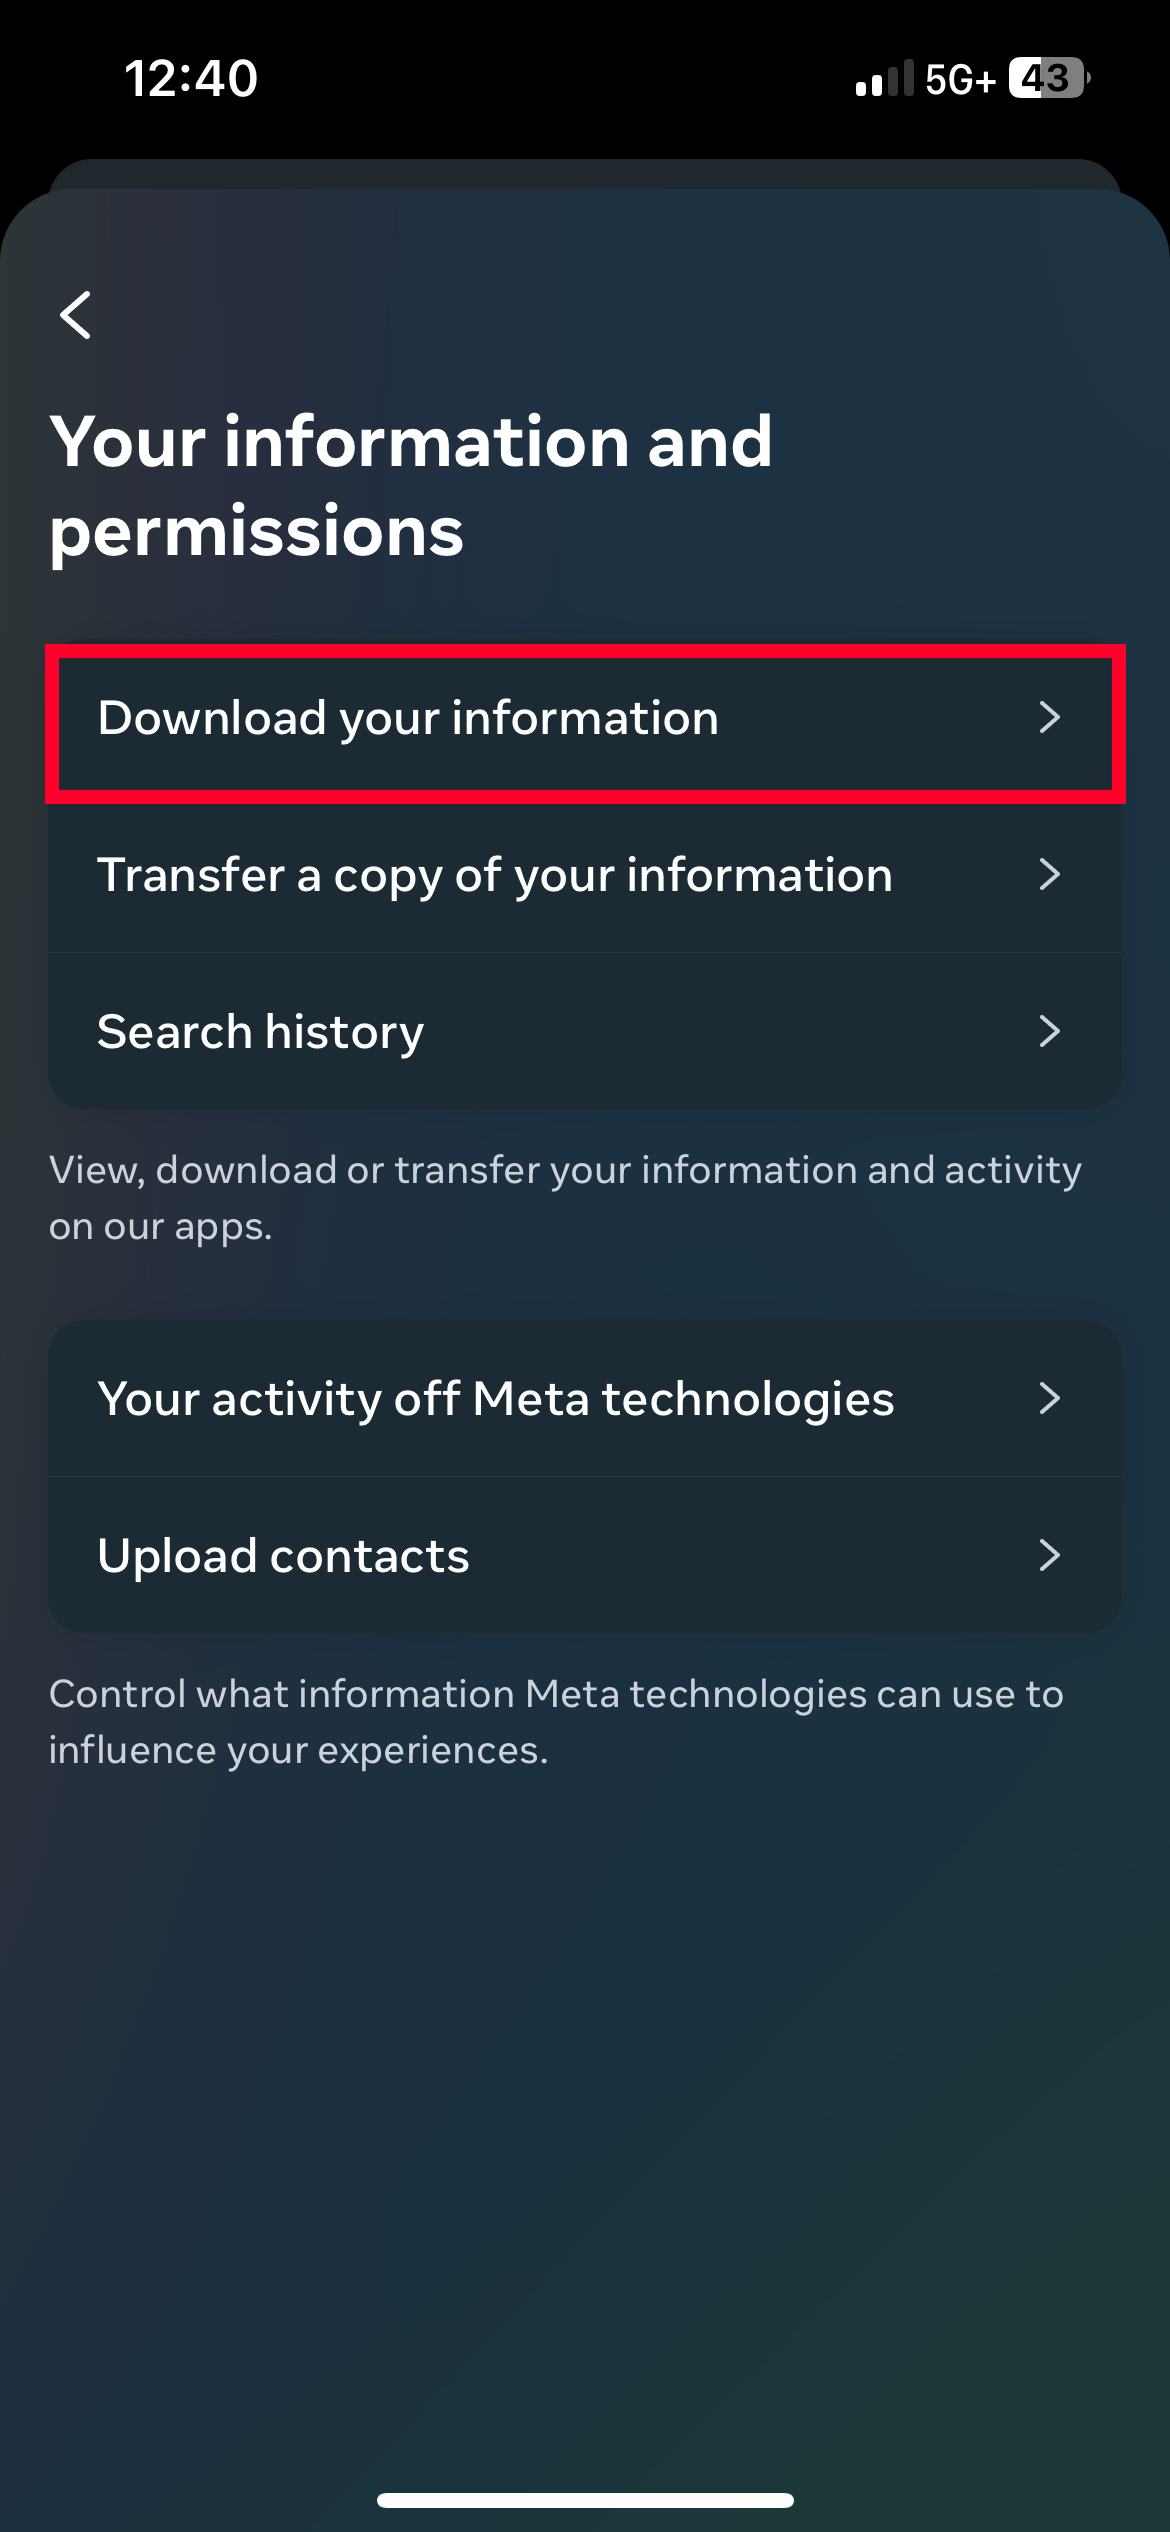 12:40
5G+ 43
Your information and
permissions
Download your information
Transfer a copy of your information
Search history
View, download or transfer your information and activity
on our apps.
Your activity off Meta technologies
Upload contacts
Control what information Meta technologies can use to
influence your experiences.